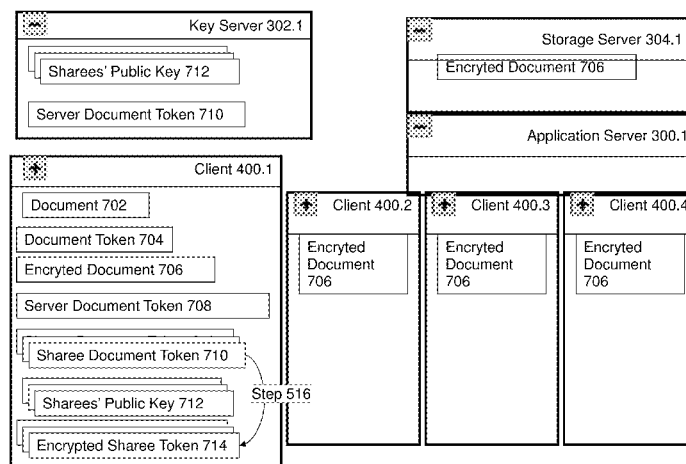 Key Server 302.1
Sharees' Public Key 712
Server Document Token 710
Storage Server 304.1
Encryted Document 706
Application Server 300.1
Client 400.1
Document 702
Document Token 704
Encryted Document 706
Server Document Token 708
Sharee Document Token 710
Sharees' Public Key 712
Encrypted Sharee Token 714
Step 516
Client 400.2
Encryted
Document
706
Client 400.3
Encryted
Document
706
Client 400.4
Encryted
Document
706